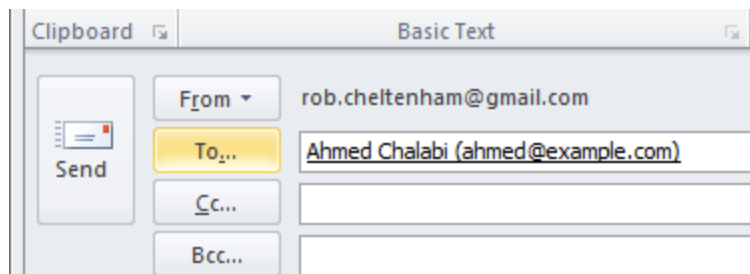 Clipboard Basic Text
From rob.cheltenham@gmail.com
Send
To... Ahmed Chalabi (ahmed@example.com)
Cc...
Bcc...